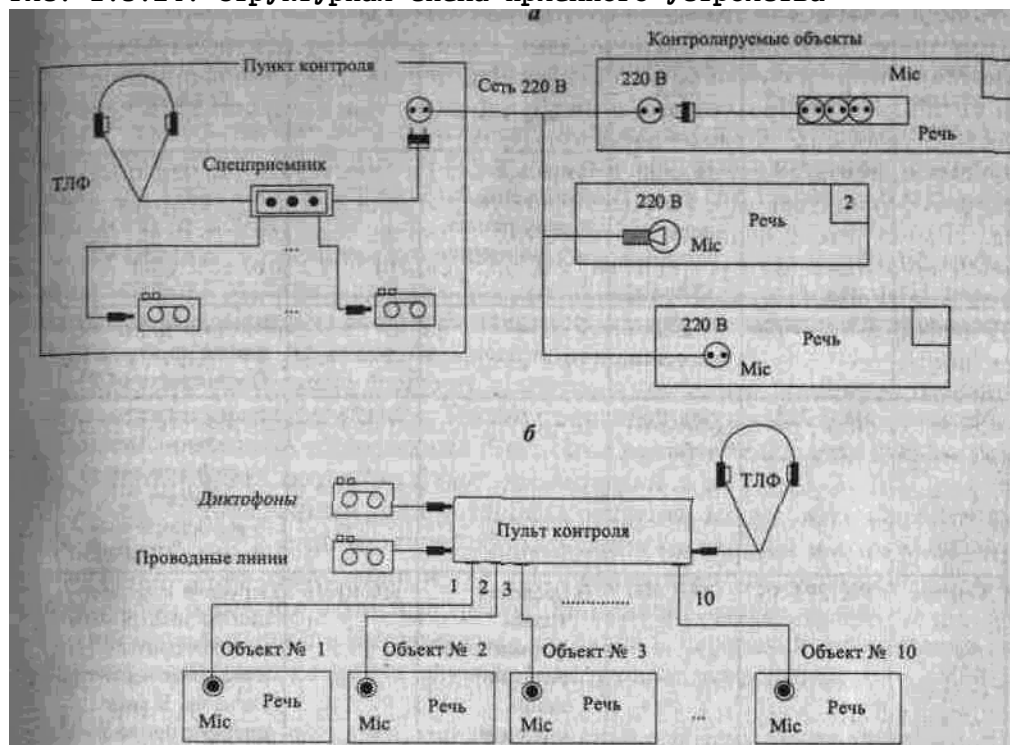 а
Контролируемые объекты
Пункт контроля
Сеть 220 В
220 В
Mic
Речь
ТЛФ
Спецприемник
...
...
220 В
Речь
2
Mic
220 В
Речь
Mic
б
Диктофоны
ТЛФ
Пульт контроля
Проводные линии
1
2
3
.............
10
Объект № 1
Объект № 2
Объект № 3
Объект № 10
Речь
Mic
Речь
Mic
Речь
Mic
...
Речь
Mic